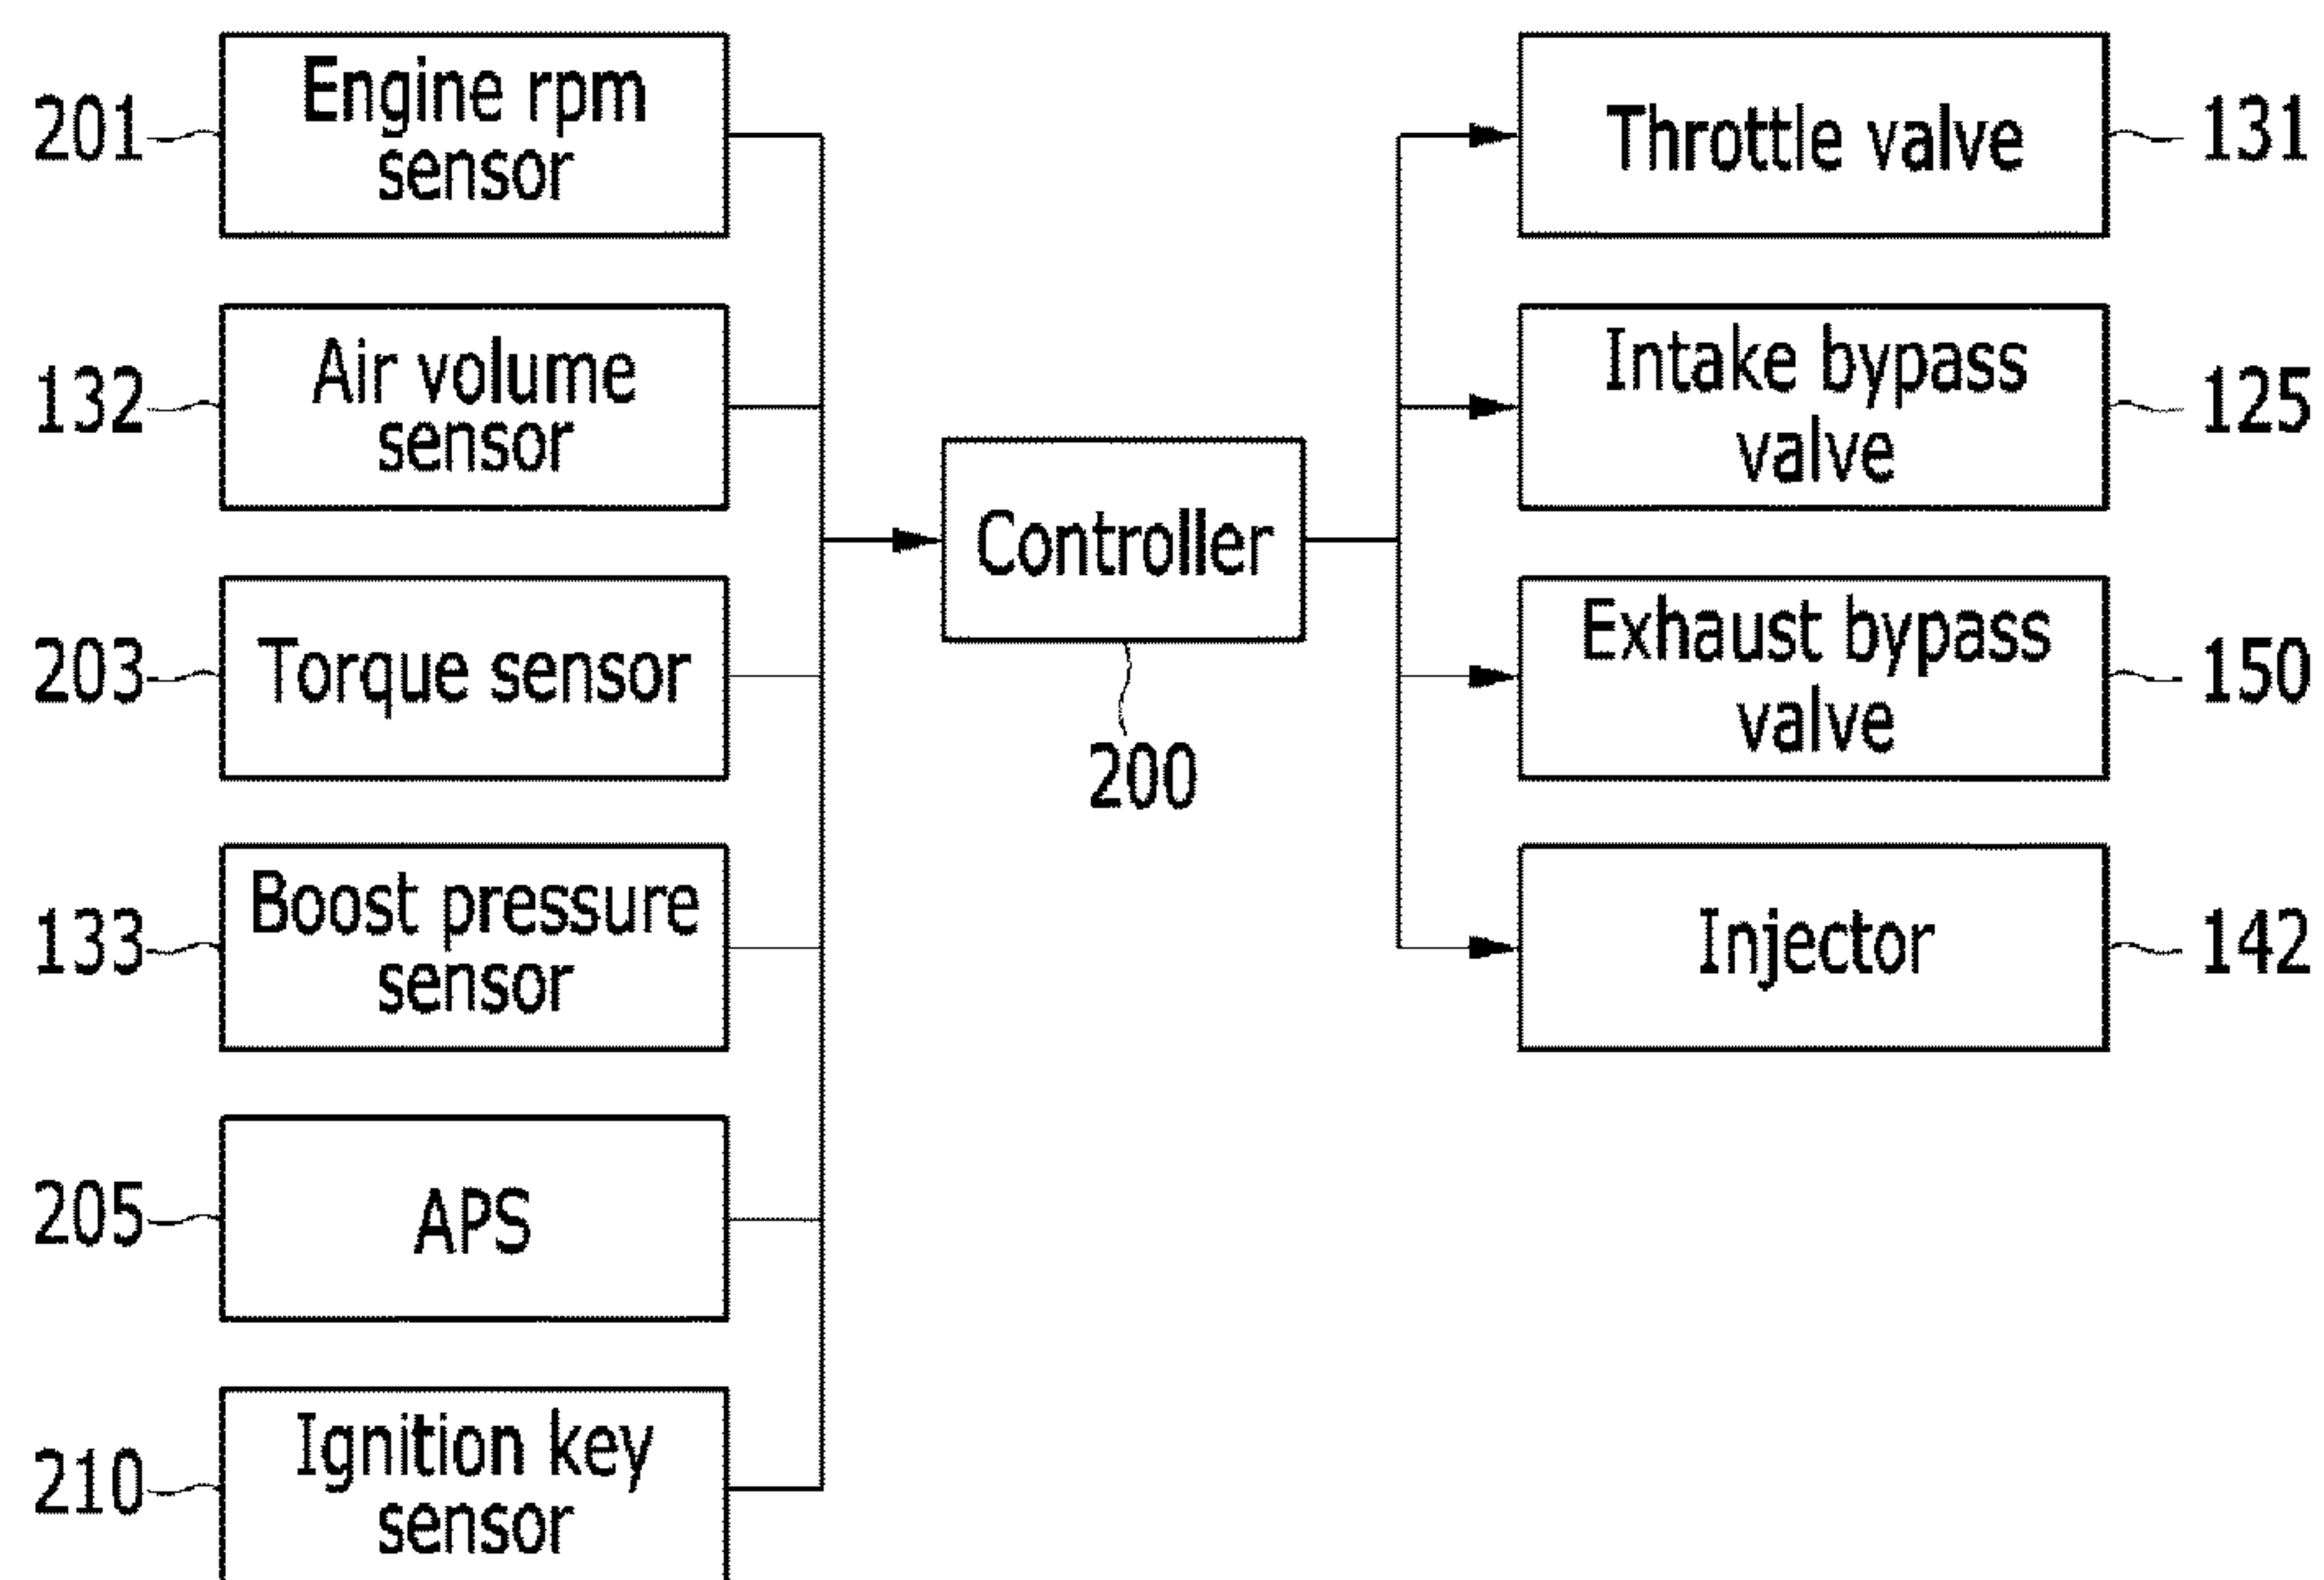 201
Engine rpm
sensor
132
Air volume
sensor
203
Torque sensor
133
Boost pressure
sensor
205
APS
210
Ignition key
sensor
Controller
200
Throttle valve
131
Intake bypass
valve
125
Exhaust bypass
valve
150
Injector
142